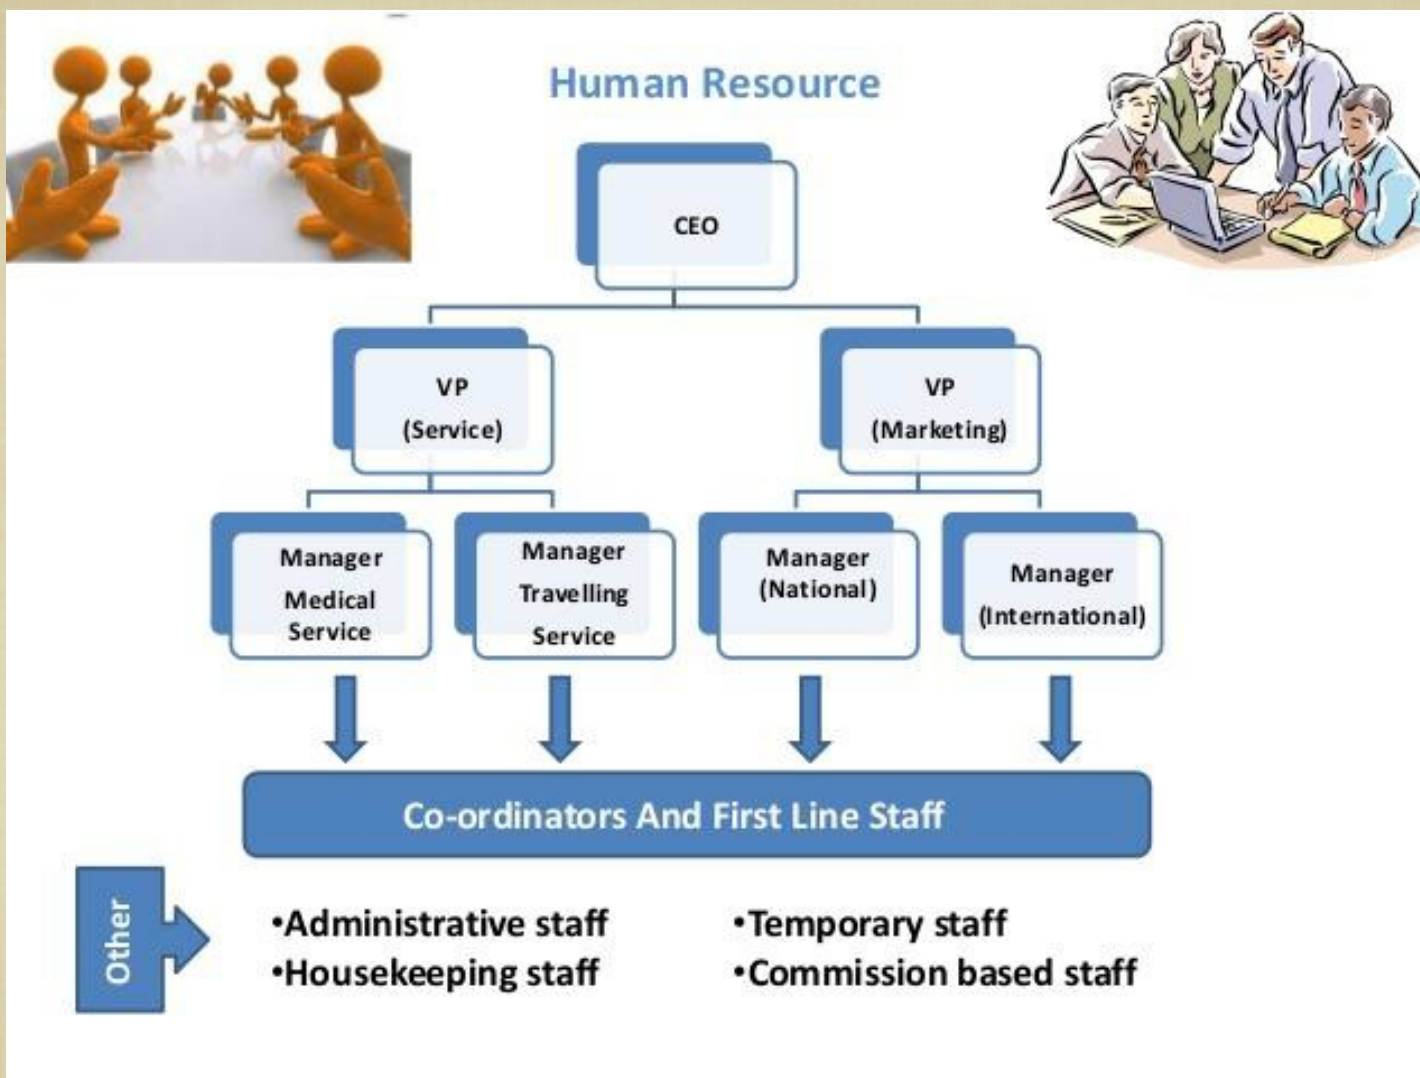 Human Resource
CEO
VP
(Service)
VP
(Marketing)
Manager
Medical
Service
Manager
Travelling
Service
Manager
(National)
Manager
(International)
Co-ordinators And First Line Staff
Other
•Administrative staff
•Housekeeping staff
•Temporary staff
•Commission based staff